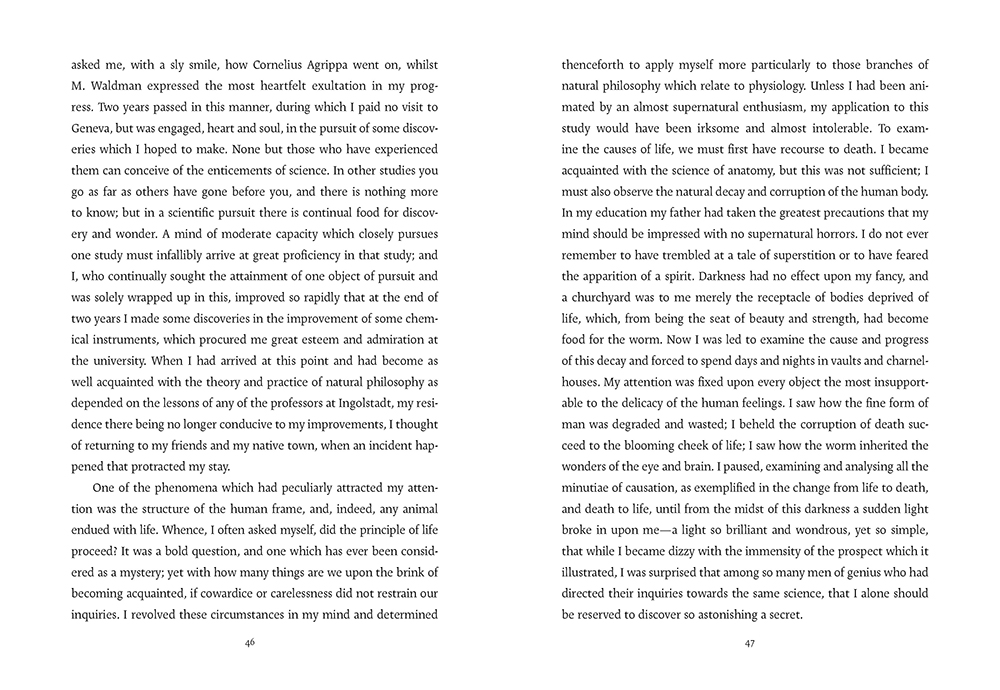 asked me, with a sly smile, how Cornelius Agrippa went on, whilst
M. Waldman expressed the most heartfelt exultation in my prog-
ress. Two years passed in this manner, during which I paid no visit to
Geneva, but was engaged, heart and soul, in the pursuit of some discov-
eries which I hoped to make. None but those who have experienced
them can conceive of the enticements of science. In other studies you
go as far as others have gone before you, and there is nothing more
to know; but in a scientific pursuit there is continual food for discov-
ery and wonder. A mind of moderate capacity which closely pursues
one study must infallibly arrive at great proficiency in that study; and
I, who continually sought the attainment of one object of pursuit and
was solely wrapped up in this, improved so rapidly that at the end of
two years I made some discoveries in the improvement of some chem-
ical instruments, which procured me great esteem and admiration at
the university. When I had arrived at this point and had become as
well acquainted with the theory and practice of natural philosophy as
depended on the lessons of any of the professors at Ingolstadt, my resi-
dence there being no longer conducive to my improvements, I thought
of returning to my friends and my native town, when an incident hap-
pened that protracted my stay.
One of the phenomena which had peculiarly attracted my atten-
tion was the structure of the human frame, and, indeed, any animal
endued with life. Whence, I often asked myself, did the principle of life
proceed? It was a bold question, and one which has ever been consid-
ered as a mystery; yet with how many things are we upon the brink of
becoming acquainted, if cowardice or carelessness did not restrain our
inquiries. I revolved these circumstances in my mind and determined
46
thenceforth to apply myself more particularly to those branches of
natural philosophy which relate to physiology. Unless I had been ani-
mated by an almost supernatural enthusiasm, my application to this
study would have been irksome and almost intolerable. To exam-
ine the causes of life, we must first have recourse to death. I became
acquainted with the science of anatomy, but this was not sufficient; I
must also observe the natural decay and corruption of the human body.
In my education my father had taken the greatest precautions that my
mind should be impressed with no supernatural horrors. I do not ever
remember to have trembled at a tale of superstition or to have feared
the apparition of a spirit. Darkness had no effect upon my fancy, and
a churchyard was to me merely the receptacle of bodies deprived of
life, which, from being the seat of beauty and strength, had become
food for the worm. Now I was led to examine the cause and progress
of this decay and forced to spend days and nights in vaults and charnel-
houses. My attention was fixed upon every object the most insupport-
able to the delicacy of the human feelings. I saw how the fine form of
man was degraded and wasted; I beheld the corruption of death suc-
ceed to the blooming cheek of life; I saw how the worm inherited the
wonders of the eye and brain. I paused, examining and analysing all the
minutiae of causation, as exemplified in the change from life to death,
and death to life, until from the midst of this darkness a sudden light
broke in upon me—a light so brilliant and wondrous, yet so simple,
that while I became dizzy with the immensity of the prospect which it
illustrated, I was surprised that among so many men of genius who had
directed their inquiries towards the same science, that I alone should
be reserved to discover so astonishing a secret.
47